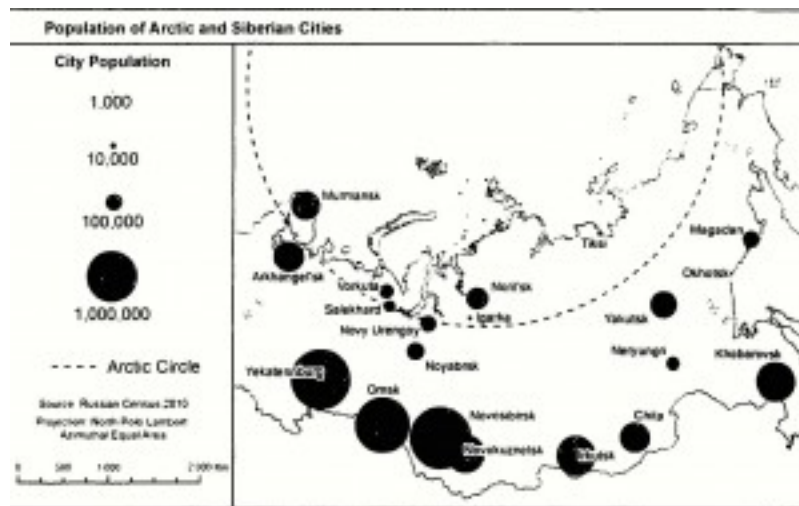 Population of Arctic and Siberian Cities
City Population
1,000
10,000
100,000
1,000,000
Arctic Circle
Source: Russian Census 2010
Projection: North Pole Lambert
Azimuthal Equal Area
0 500 1 000 2 000 Km
Murmansk
Arkhangel'sk
Vorkuta
Salekhard
Novy Urengoy
Noyabrsk
Noril'sk
Igarka
Tiksi
Magadan
Okhotsk
Yakutsk
Neryungri
Khabarovsk
Yekaterinburg
Omsk
Novosibirsk
Novokuznetsk
Irkutsk
Chita